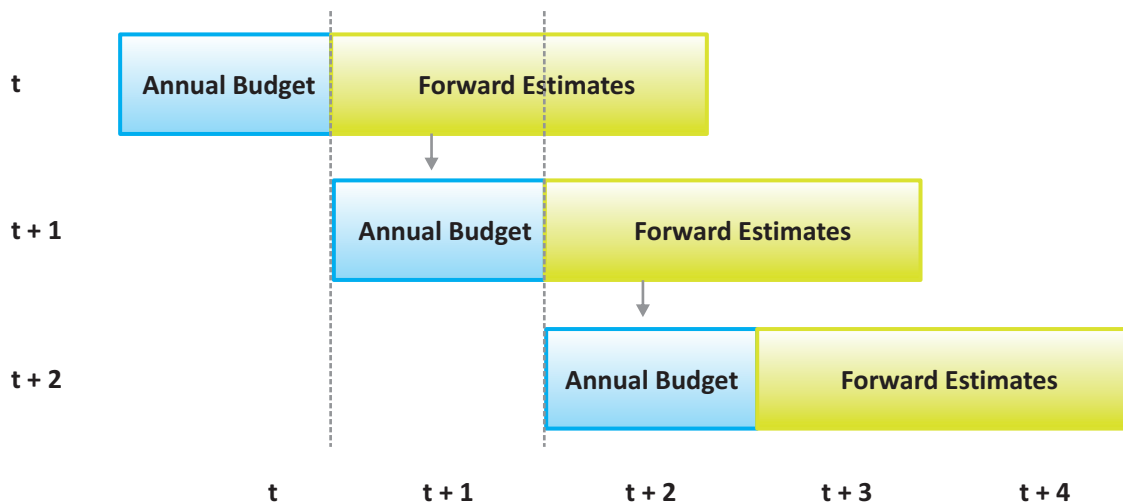 t Annual Budget Forward Estimates
t + 1 Annual Budget Forward Estimates
t + 2 Annual Budget Forward Estimates
t t + 1 t + 2 t + 3 t + 4